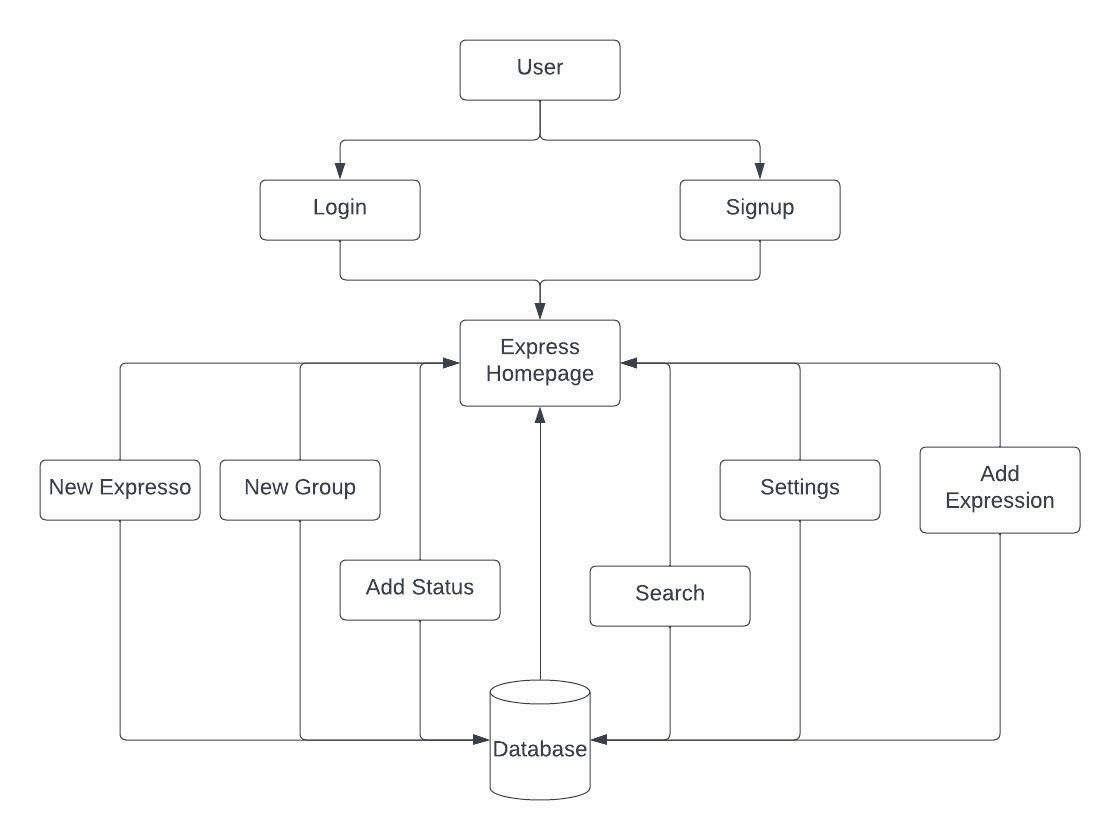 User
Login
Signup
Express
Homepage
New Expresso
New Group
Settings
Add
Expression
Add Status
Search
Database